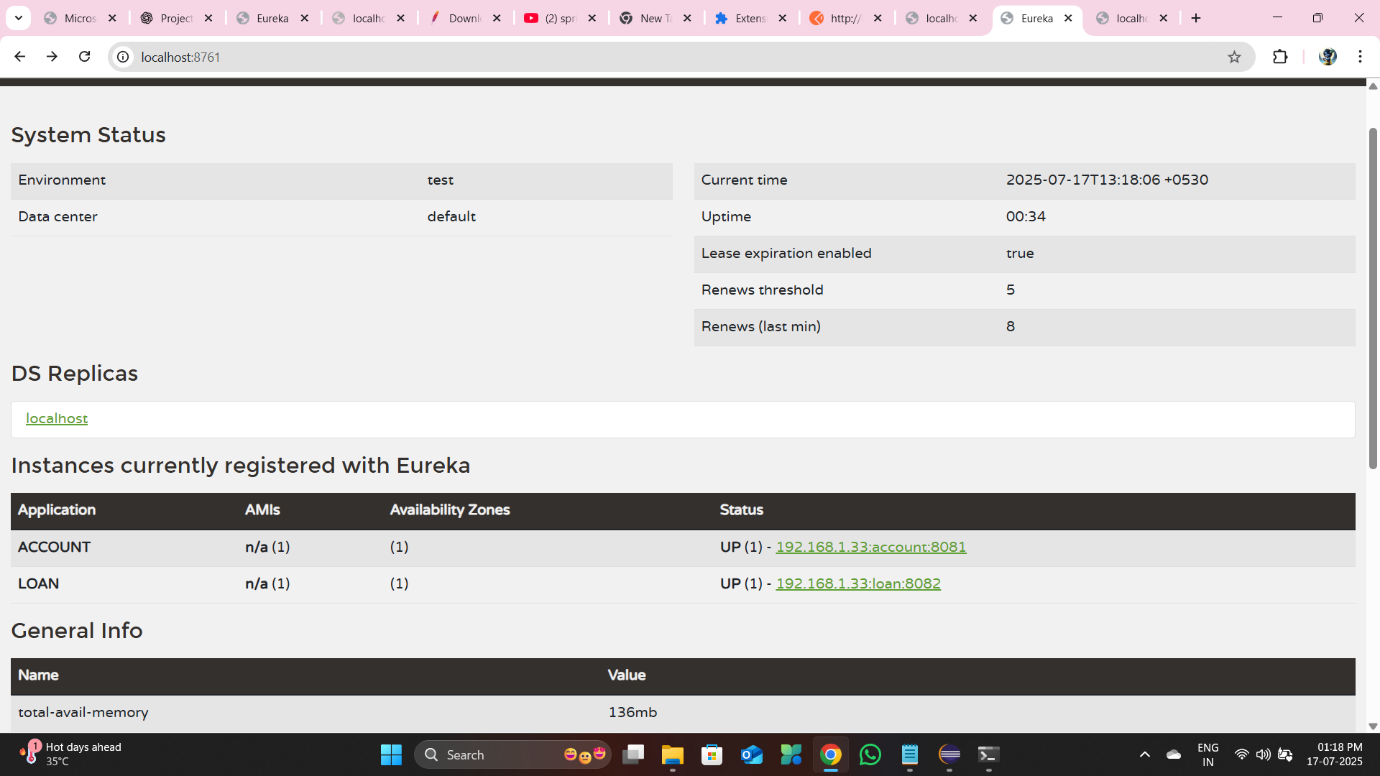 Micros
Project
Eureka
localho
Downl
(2) spri
New Ta
Extens
http://
localho
Eureka
localho
localhost:8761
System Status
Environment test
Data center default
Current time 2025-07-17T13:18:06 +0530
Uptime 00:34
Lease expiration enabled true
Renews threshold 5
Renews (last min) 8
DS Replicas
localhost
Instances currently registered with Eureka
Application AMIs Availability Zones Status
ACCOUNT n/a (1) (1) UP (1) - 192.168.1.33:account:8081
LOAN n/a (1) (1) UP (1) - 192.168.1.33:loan:8082
General Info
Name Value
total-avail-memory 136mb
1
Hot days ahead
35°C
Search
ENG
IN
01:18 PM
17-07-2025